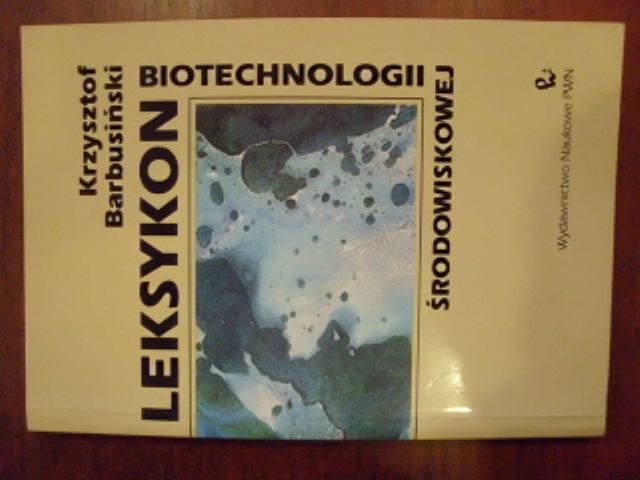 Krzysztof
Barbusiński
LEKSYKON
BIOTECHNOLOGII
ŚRODOWISKOWEJ
Wydawnictwo Naukowe PWN